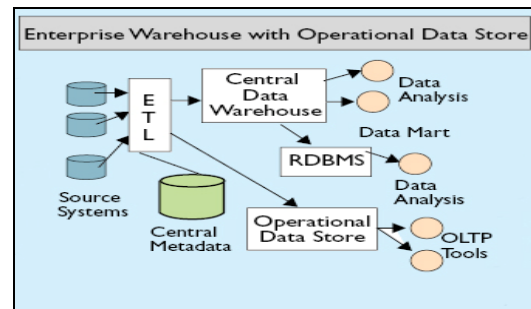 Enterprise Warehouse with Operational Data Store
E
T
L
Central
Data
Warehouse
Data
Analysis
Data Mart
RDBMS
Data
Analysis
Source
Systems
Central
Metadata
Operational
Data Store
OLTP
Tools